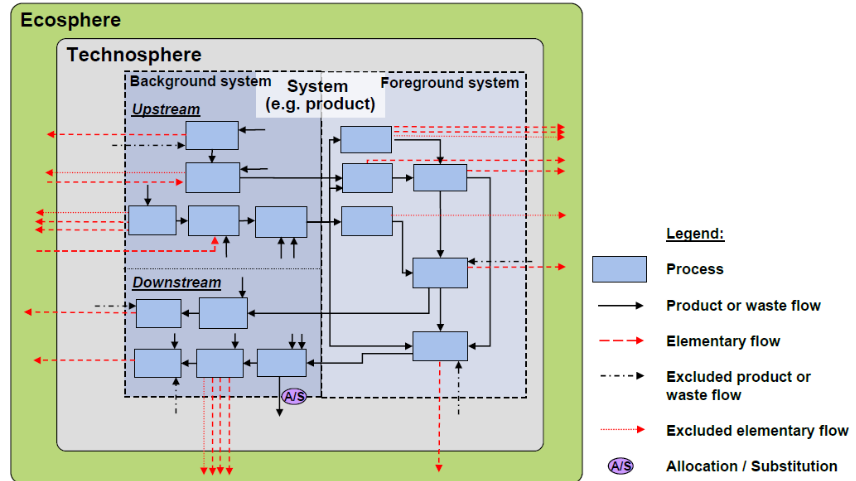 Ecosphere
Technosphere
Background system
System
(e.g. product)
Foreground system
Upstream
Downstream
A/S
Legend:
Process
Product or waste flow
Elementary flow
Excluded product or
waste flow
Excluded elementary flow
A/S
Allocation / Substitution